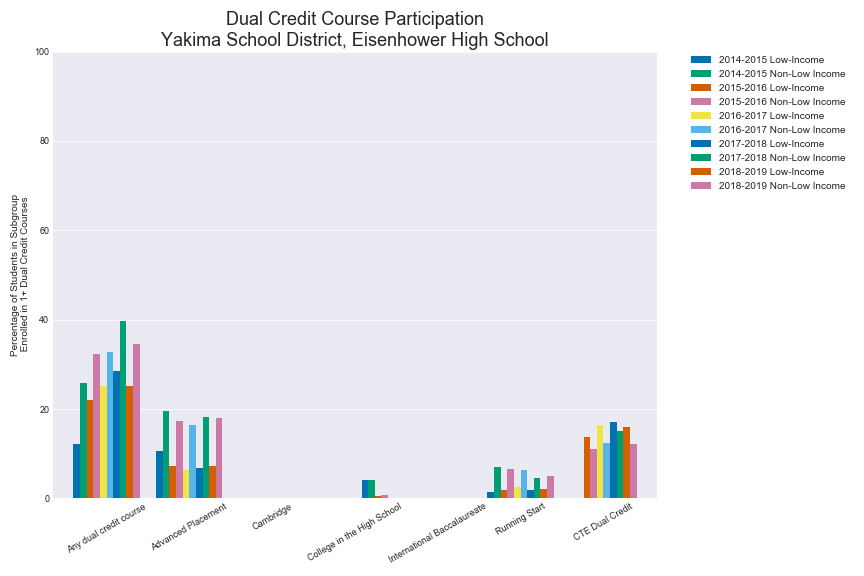 Dual Credit Course Participation
Yakima School District, Eisenhower High School
100
80
60
40
20
0
Percentage of Students in Subgroup
Enrolled in 1+ Dual Credit Courses
Any dual credit course
Advanced Placement
Cambridge
College in the High School
International Baccalaureate
Running Start
CTE Dual Credit
2014-2015 Low-Income
2014-2015 Non-Low Income
2015-2016 Low-Income
2015-2016 Non-Low Income
2016-2017 Low-Income
2016-2017 Non-Low Income
2017-2018 Low-Income
2017-2018 Non-Low Income
2018-2019 Low-Income
2018-2019 Non-Low Income